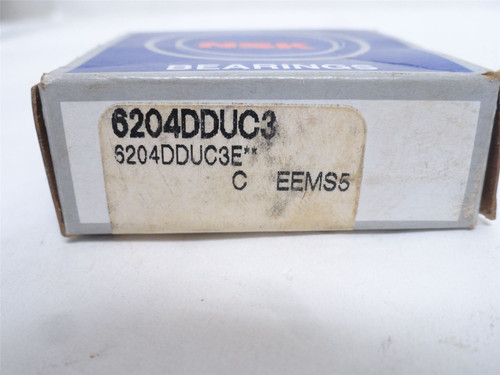 NSK
BEARINGS
6204DDUC3
6204DDUC3E**
C EEMS5